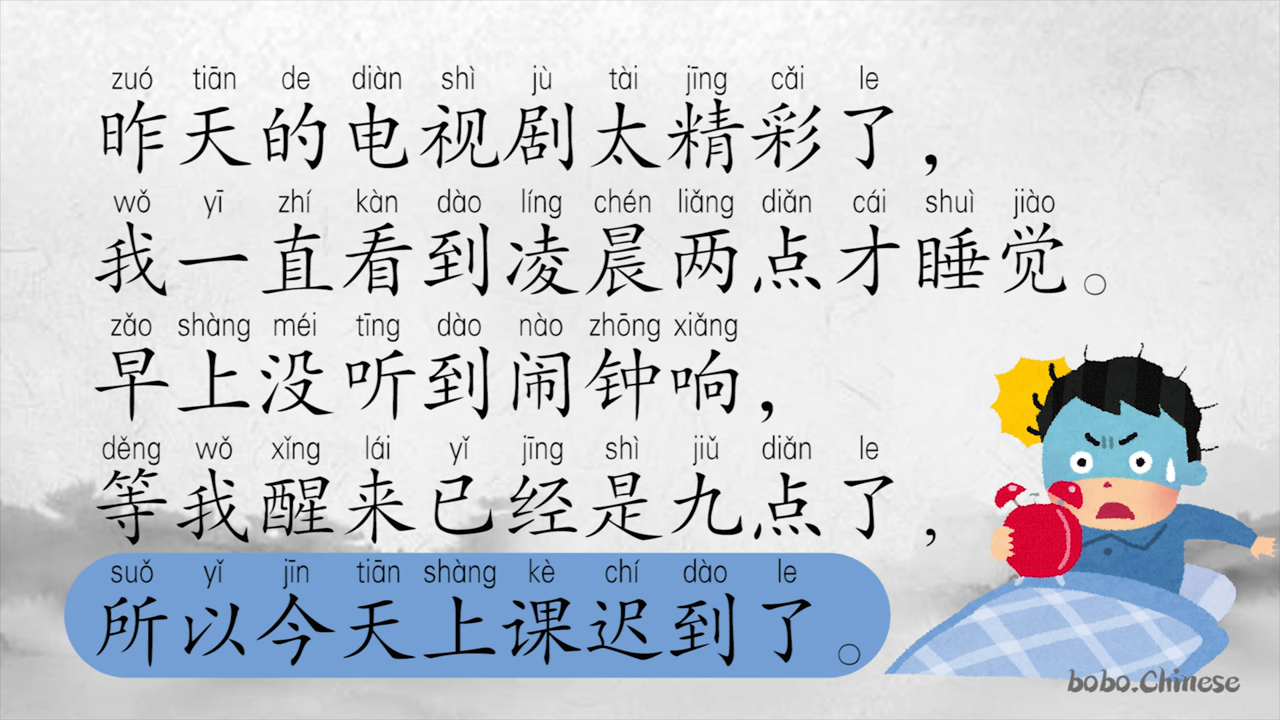 zuó tiān de diàn shì jù tài jīng cǎi le
昨天的电视剧太精彩了，
wǒ yī zhí kàn dào líng chén liǎng diǎn cái shuì jiào
我一直看到凌晨两点才睡觉。
zǎo shàng méi tīng dào nào zhōng xiǎng
早上没听到闹钟响，
děng wǒ xǐng lái yǐ jīng shì jiǔ diǎn le
等我醒来已经是九点了，
suǒ yǐ jīn tiān shàng kè chí dào le
所以今天上课迟到了。
bobo.Chinese